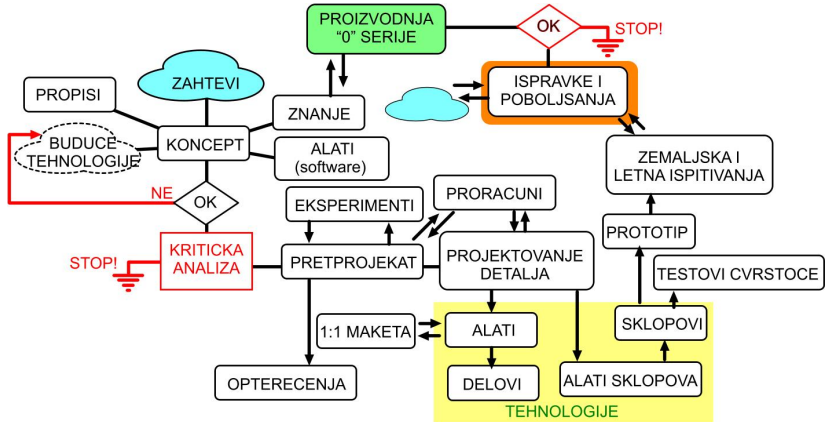 PROIZVODNJA
“0” SERIJE
OK
STOP!
ZAHTEVI
ISPRAVKE I
POBOLJSANJA
PROPISI
ZNANJE
BUDUCE
TEHNOLOGIJE
KONCEPT
ALATI
(software)
ZEMALJSKA I
LETNA ISPITIVANJA
NE
OK
EKSPERIMENTI
PRORACUNI
PROTOTIP
STOP!
KRITICKA
ANALIZA
PRETPROJEKAT
PROJEKTOVANJE
DETALJA
TESTOVI CVRSTOCE
1:1 MAKETA
ALATI
SKLOPOVI
OPTERECENJA
DELOVI
ALATI SKLOPOVA
TEHNOLOGIJE